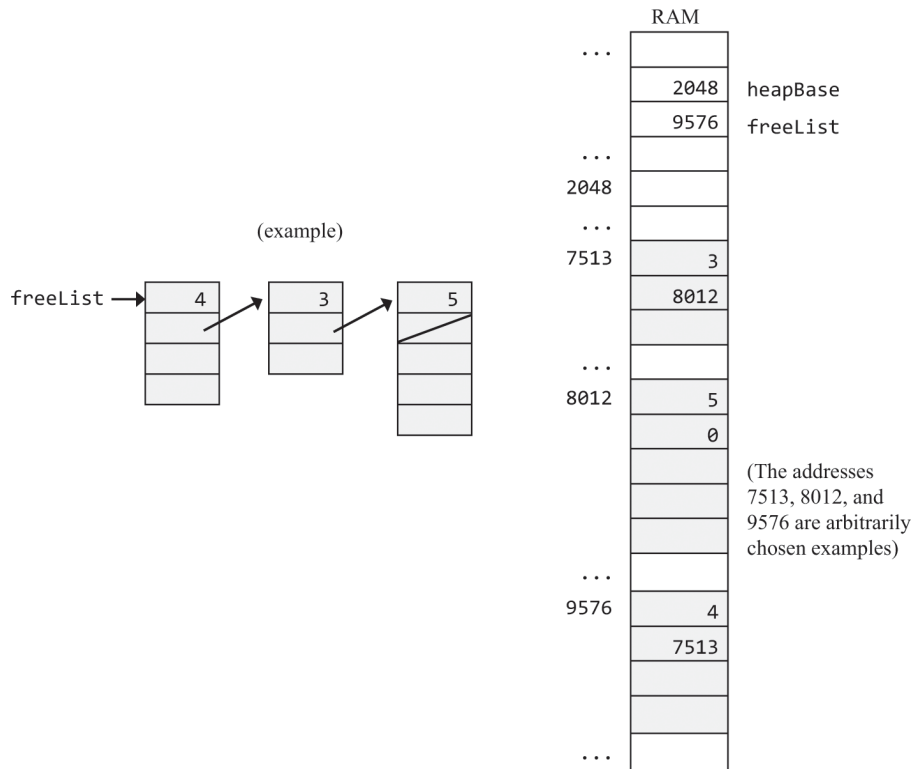 (example)
freeList
4
3
5
RAM
...
2048 heapBase
9576 freeList
...
2048
...
7513 3
8012
...
8012 5
0
(The addresses
7513, 8012, and
9576 are arbitrarily
chosen examples)
...
9576 4
7513
...